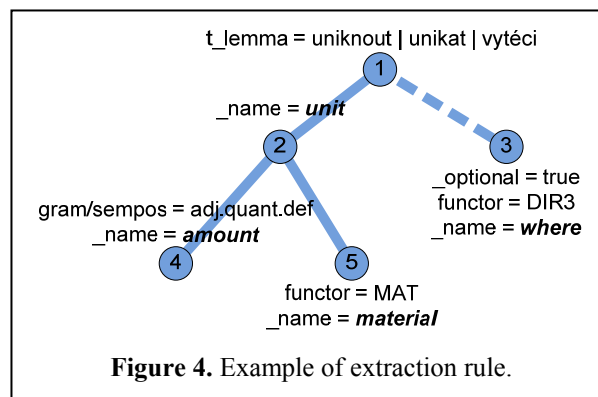 t_lemma = uniknout | unikat | vytéci
1
_name = unit
2
3
_optional = true
functor = DIR3
_name = where
gram/sempos = adj.quant.def
_name = amount
4
5
functor = MAT
_name = material
Figure 4. Example of extraction rule.